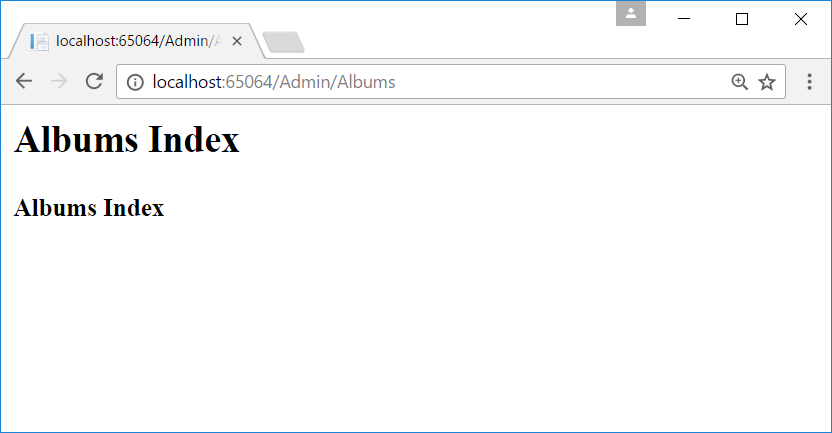 localhost:65064/Admin/A
localhost:65064/Admin/Albums
Albums Index
Albums Index